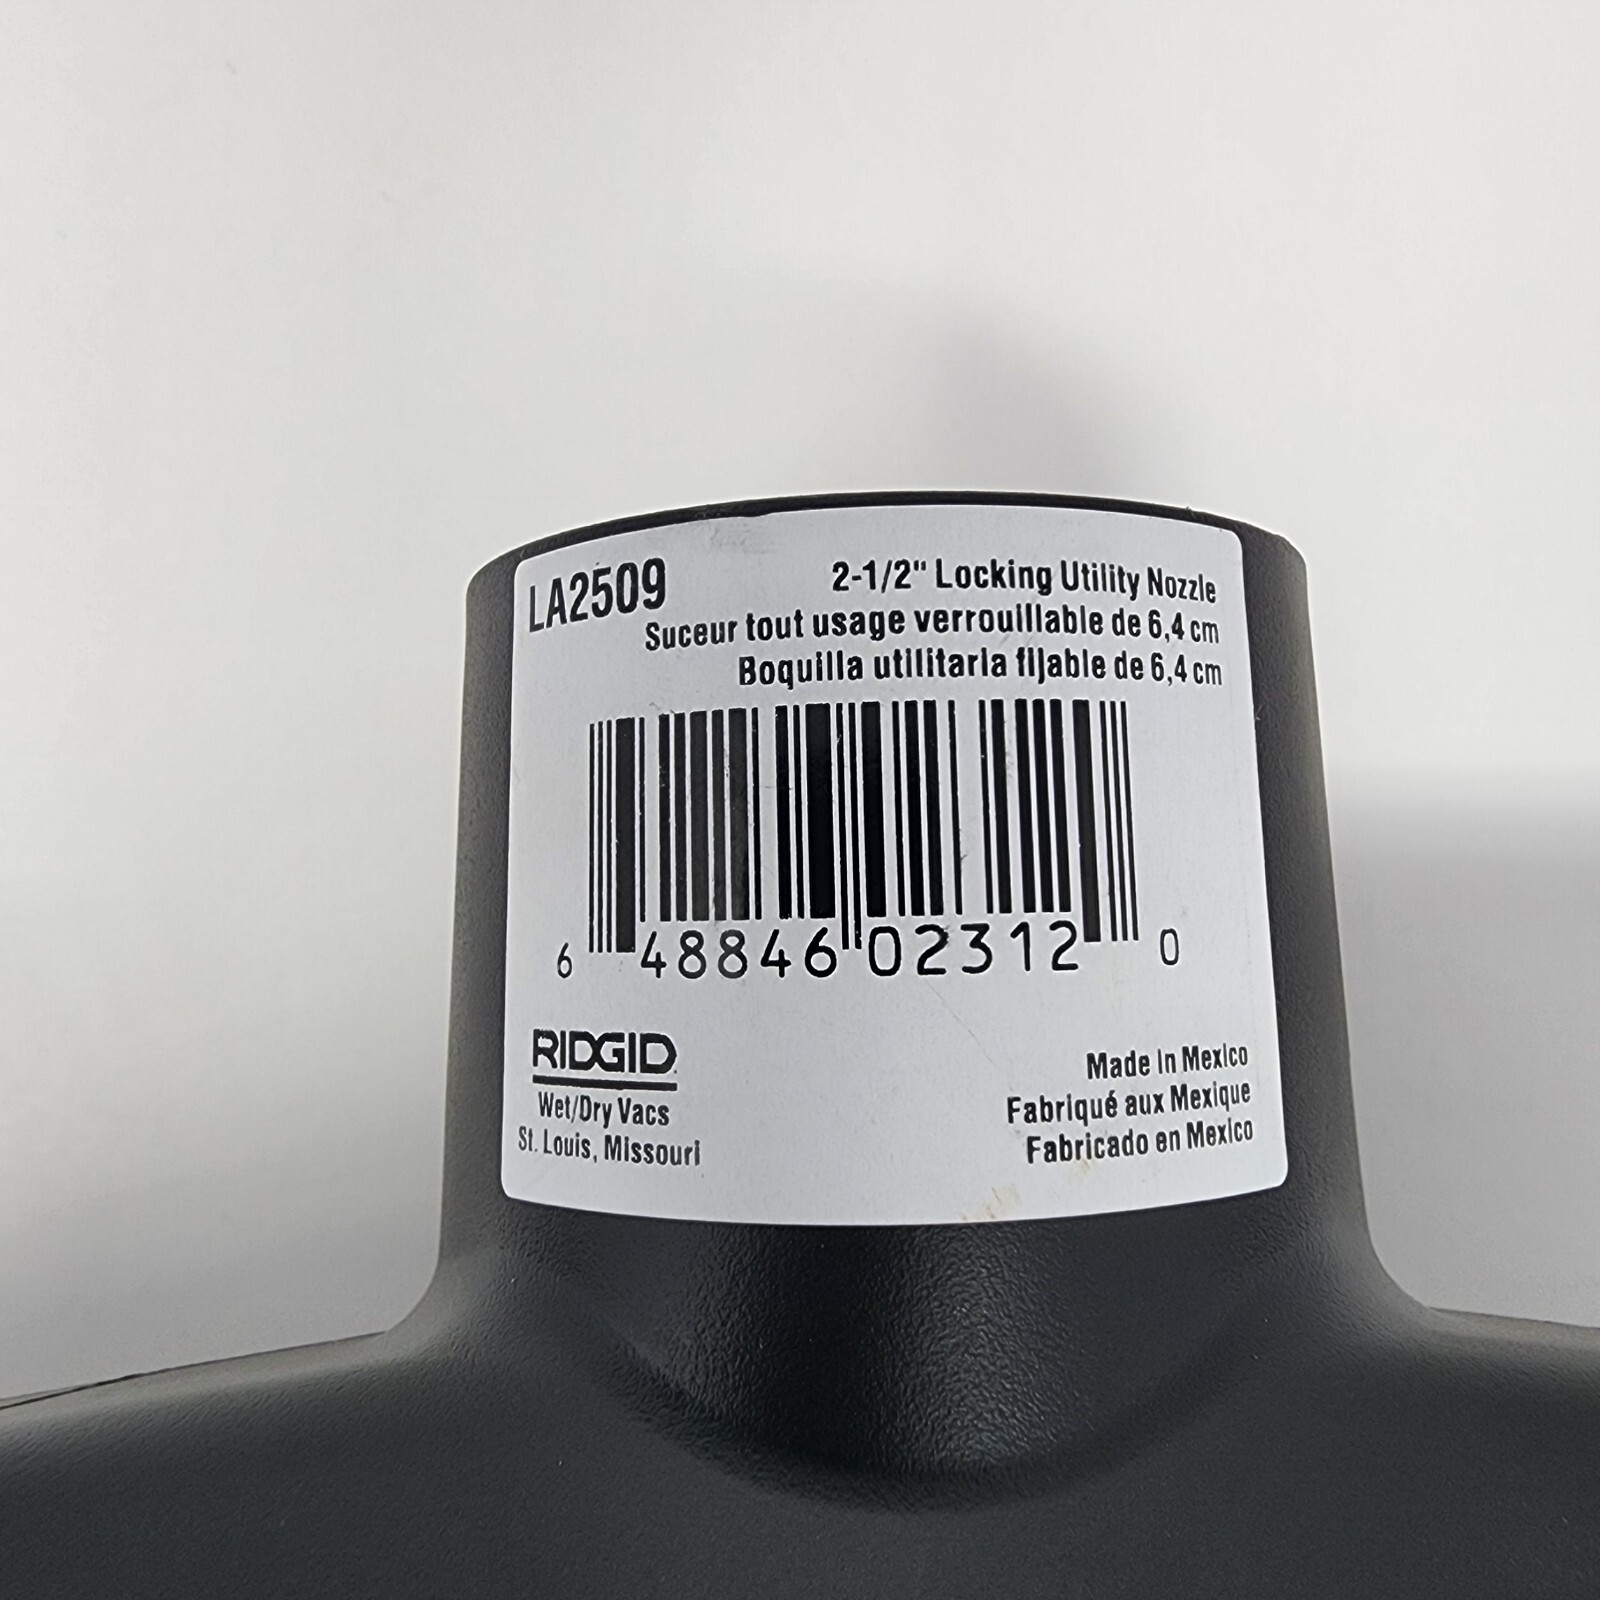 LA2509
2-1/2" Locking Utility Nozzle
Suceur tout usage verrouillable de 6,4 cm
Boquilla utilitaria fijable de 6,4 cm
6 48846 02312 0
RIDGID
Wet/Dry Vacs
St. Louis, Missouri
Made in Mexico
Fabriqué aux Mexique
Fabricado en Mexico